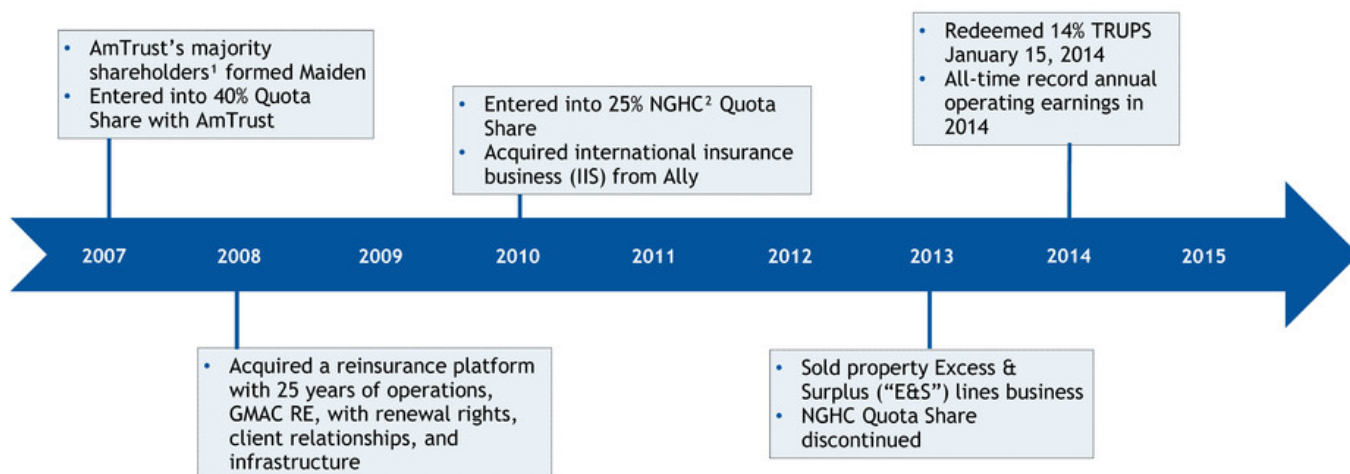 • AmTrust's majority
shareholders¹ formed Maiden
• Entered into 40% Quota
Share with AmTrust
• Entered into 25% NGHC² Quota
Share
• Acquired international insurance
business (IIS) from Ally
• Redeemed 14% TRUPS
January 15, 2014
• All-time record annual
operating earnings in
2014
2007 2008 2009 2010 2011 2012 2013 2014 2015
• Acquired a reinsurance platform
with 25 years of operations,
GMAC RE, with renewal rights,
client relationships, and
infrastructure
• Sold property Excess &
Surplus (“E&S”) lines business
• NGHC Quota Share
discontinued